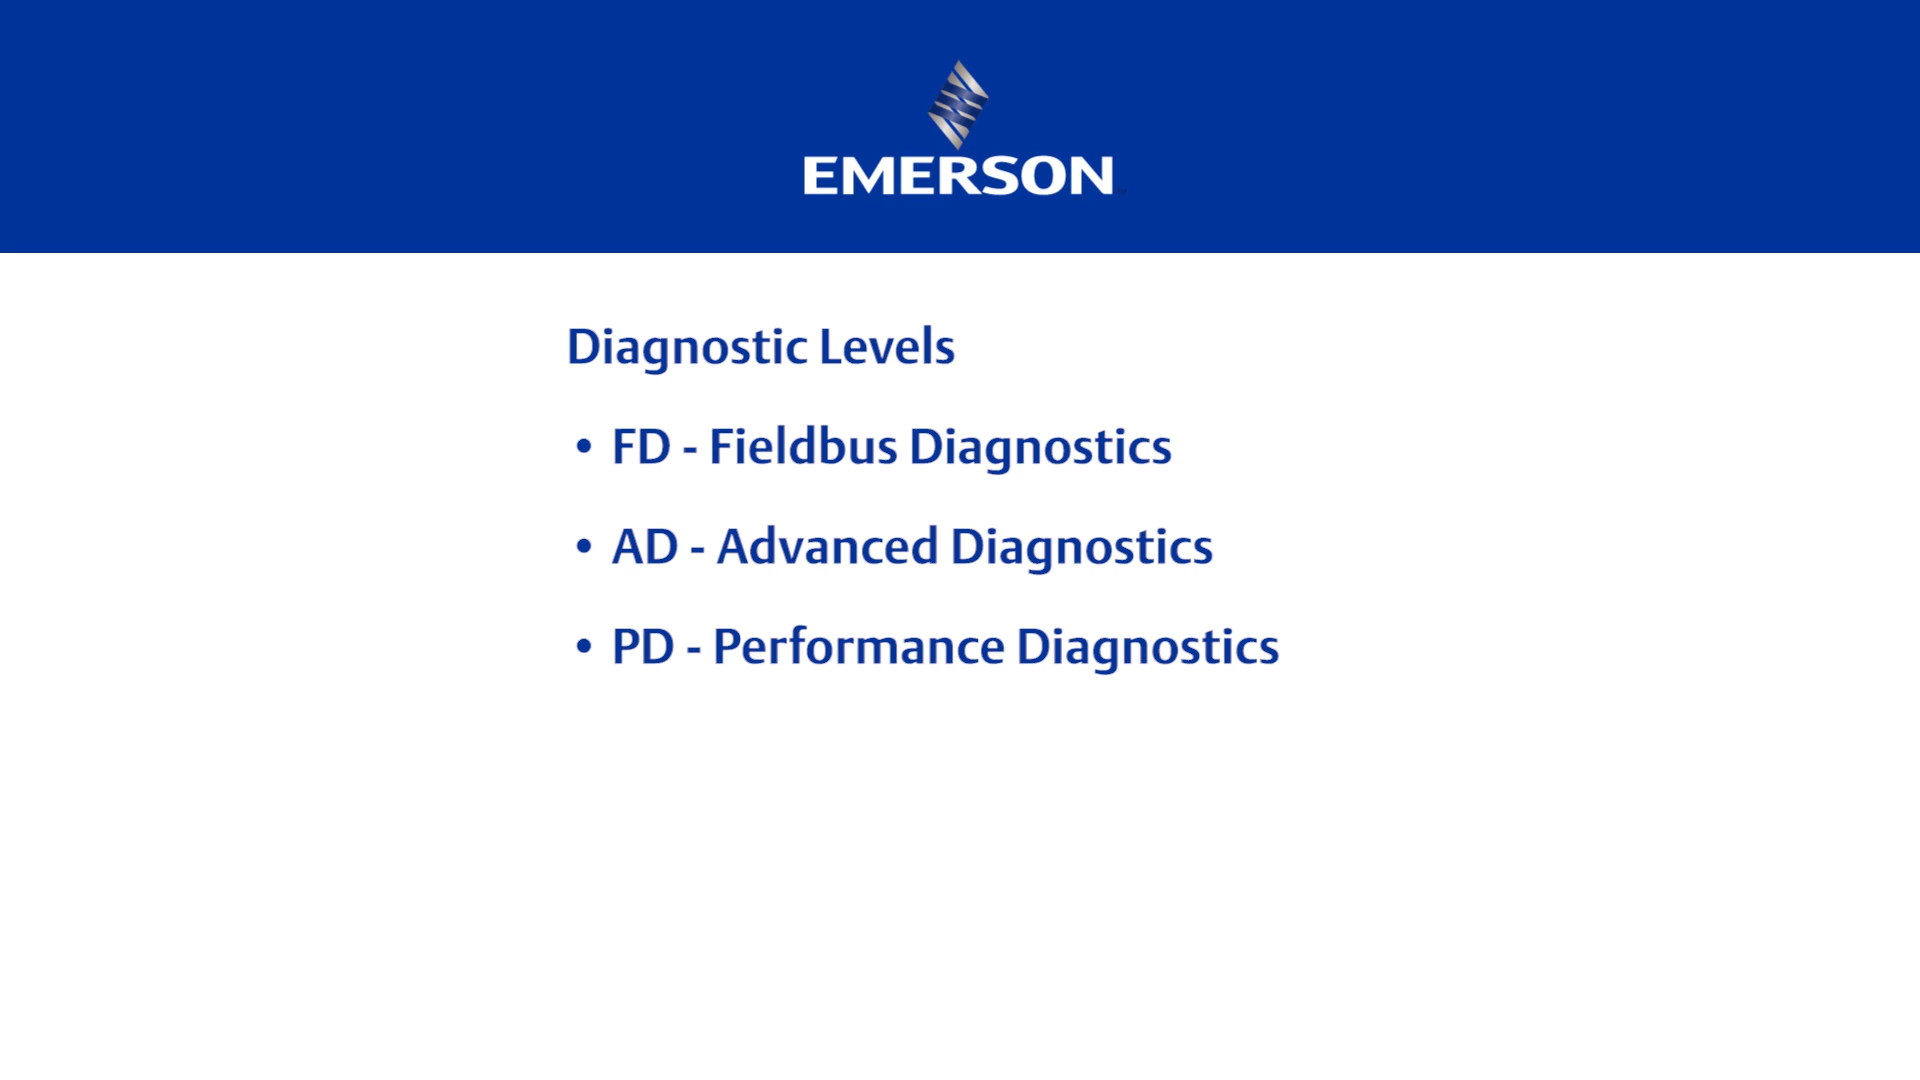 EMERSON
Diagnostic Levels
• FD - Fieldbus Diagnostics
• AD - Advanced Diagnostics
• PD - Performance Diagnostics